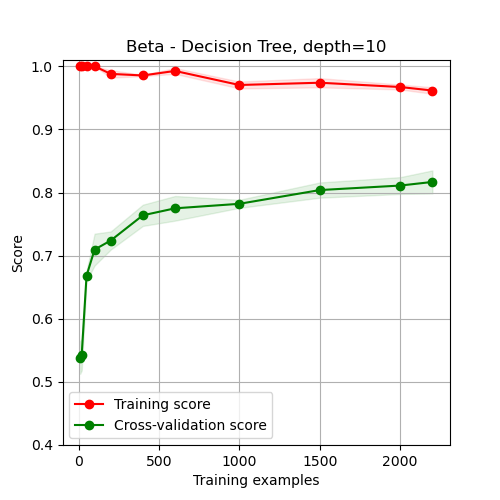 Beta - Decision Tree, depth=10
1.0
0.9
0.8
0.7
0.6
0.5
0.4
Score
Training score
Cross-validation score
0 500 1000 1500 2000
Training examples